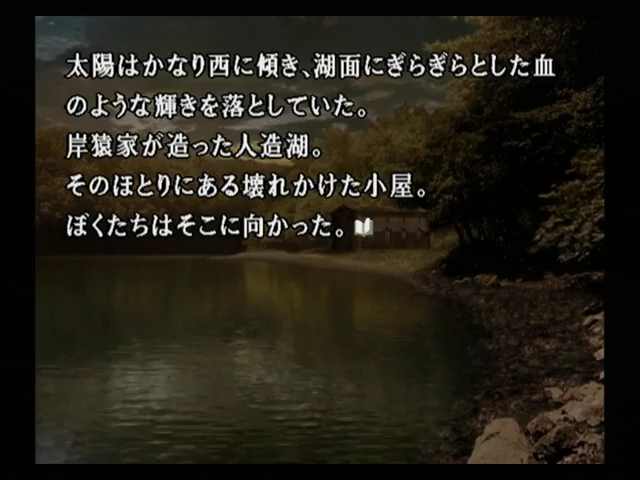 太陽はかなり西に傾き、湖面にぎらぎらとした血
のような輝きを落としていた。
岸猿家が造った人造湖。
そのほとりにある壊れかけた小屋。
ぼくたちはそこに向かった。